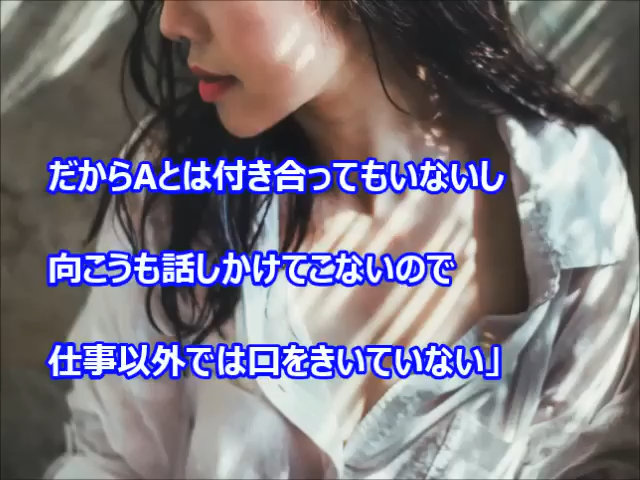 だからAとは付き合ってもいないし
向こうも話しかけてこないので
仕事以外では口をきいていない」